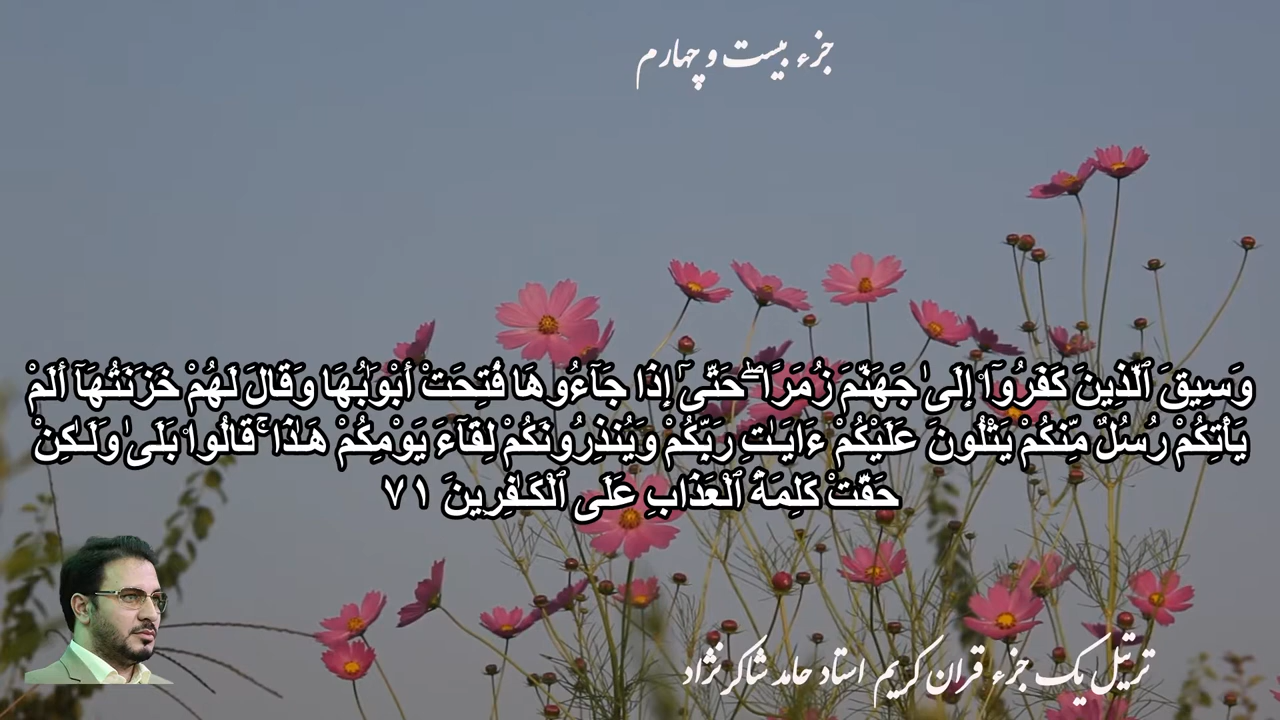 جزء بیست و چهارم
وَسِيقَ ٱلَّذِينَ كَفَرُوٓاْ إِلَىٰ جَهَنَّمَ زُمَرًاۖ حَتَّىٰٓ إِذَا جَآءُوهَا فُتِحَتۡ أَبۡوَٰبُهَا وَقَالَ لَهُمۡ خَزَنَتُهَآ أَلَمۡ
يَأۡتِكُمۡ رُسُلٌ مِّنكُمۡ يَتۡلُونَ عَلَيۡكُمۡ ءَايَٰتِ رَبِّكُمۡ وَيُنذِرُونَكُمۡ لِقَآءَ يَوۡمِكُمۡ هَٰذَاۚ قَالُواْ بَلَىٰ وَلَٰكِنۡ
حَقَّتۡ كَلِمَةُ ٱلۡعَذَابِ عَلَى ٱلۡكَٰفِرِينَ ٧١
ترتیل یک جزء قران کریم استاد حامد شاکرنژاد